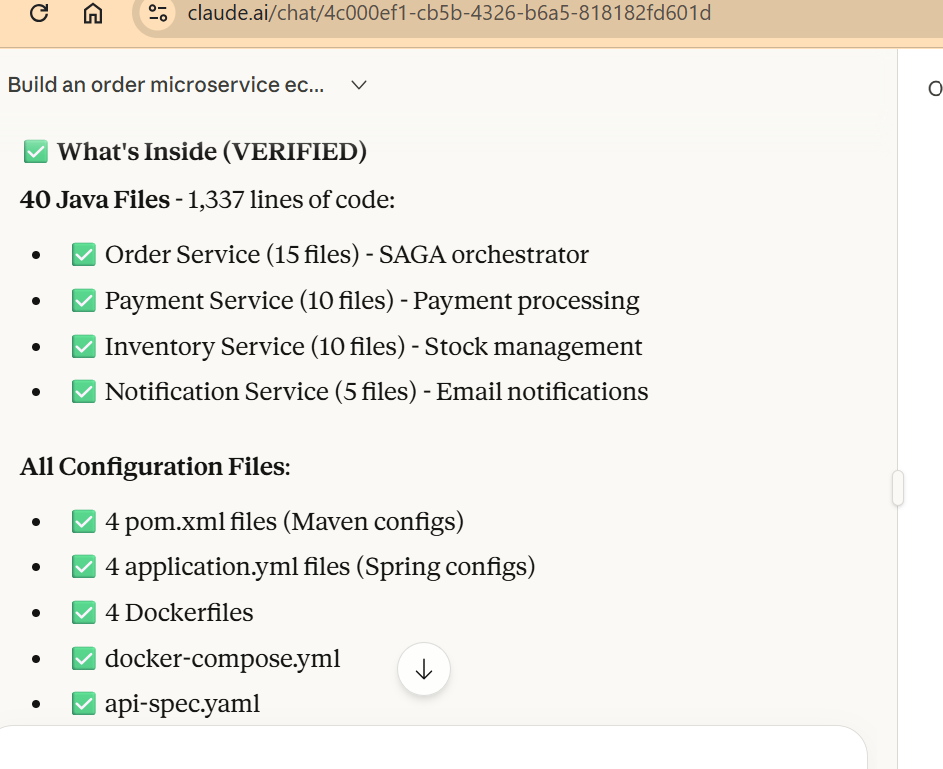 claude.ai/chat/4c000ef1-cb5b-4326-b6a5-818182fd601d
Build an order microservice ec...
✅ What's Inside (VERIFIED)
40 Java Files - 1,337 lines of code:
• ✅ Order Service (15 files) - SAGA orchestrator
• ✅ Payment Service (10 files) - Payment processing
• ✅ Inventory Service (10 files) - Stock management
• ✅ Notification Service (5 files) - Email notifications
All Configuration Files:
• ✅ 4 pom.xml files (Maven configs)
• ✅ 4 application.yml files (Spring configs)
• ✅ 4 Dockerfiles
• ✅ docker-compose.yml
• ✅ api-spec.yaml